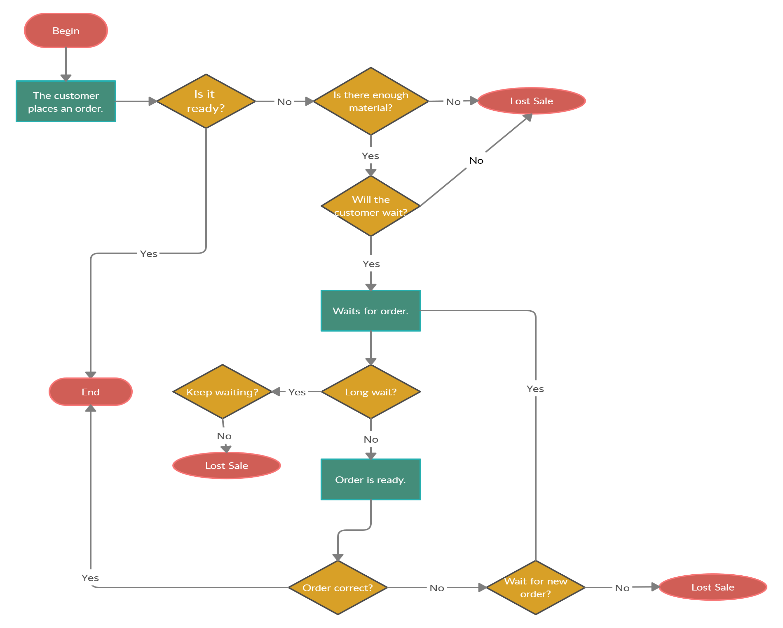 Begin
The customer
places an order.
Is it
ready?
No
Is there enough
material?
No
Lost Sale
Yes
No
Will the
customer wait?
Yes
Yes
Waits for order.
Yes
End
Keep waiting?
Yes
Long wait?
No
No
Lost Sale
Order is ready.
Yes
Order correct?
No
Wait for new
order?
No
Lost Sale